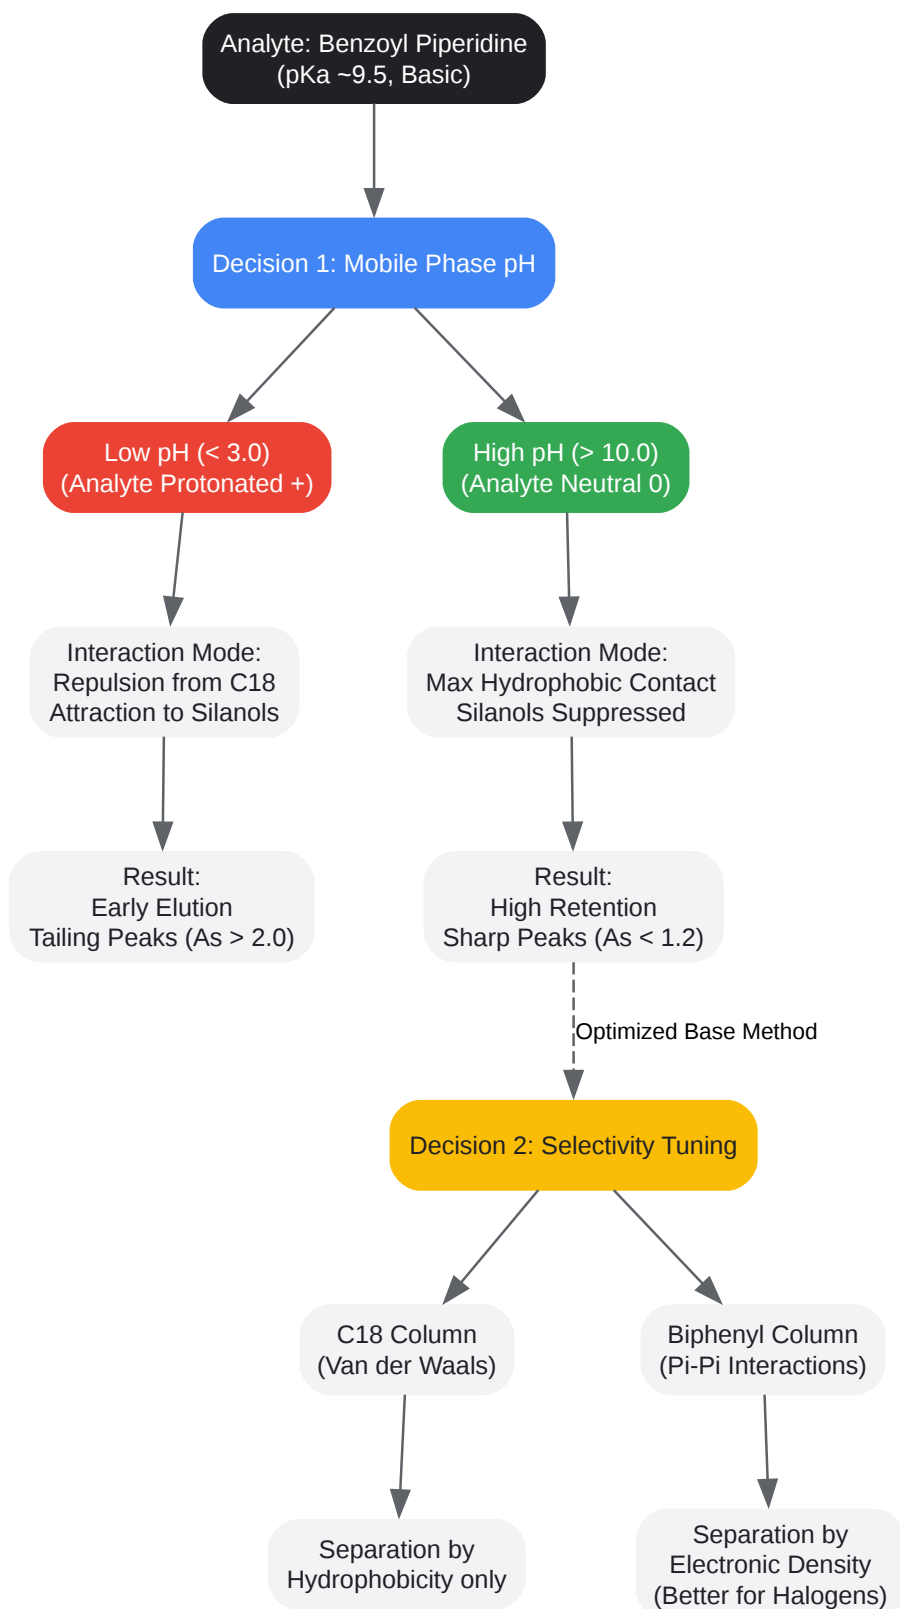 Analyte: Benzoyl Piperidine
(pKa ~9.5, Basic)
Decision 1: Mobile Phase pH
Low pH (< 3.0)
(Analyte Protonated +)
High pH (> 10.0)
(Analyte Neutral 0)
Interaction Mode:
Repulsion from C18
Attraction to Silanols
Interaction Mode:
Max Hydrophobic Contact
Silanols Suppressed
Result:
Early Elution
Tailing Peaks (As > 2.0)
Result:
High Retention
Sharp Peaks (As < 1.2)
Optimized Base Method
Decision 2: Selectivity Tuning
C18 Column
(Van der Waals)
Biphenyl Column
(Pi-Pi Interactions)
Separation by
Hydrophobicity only
Separation by
Electronic Density
(Better for Halogens)